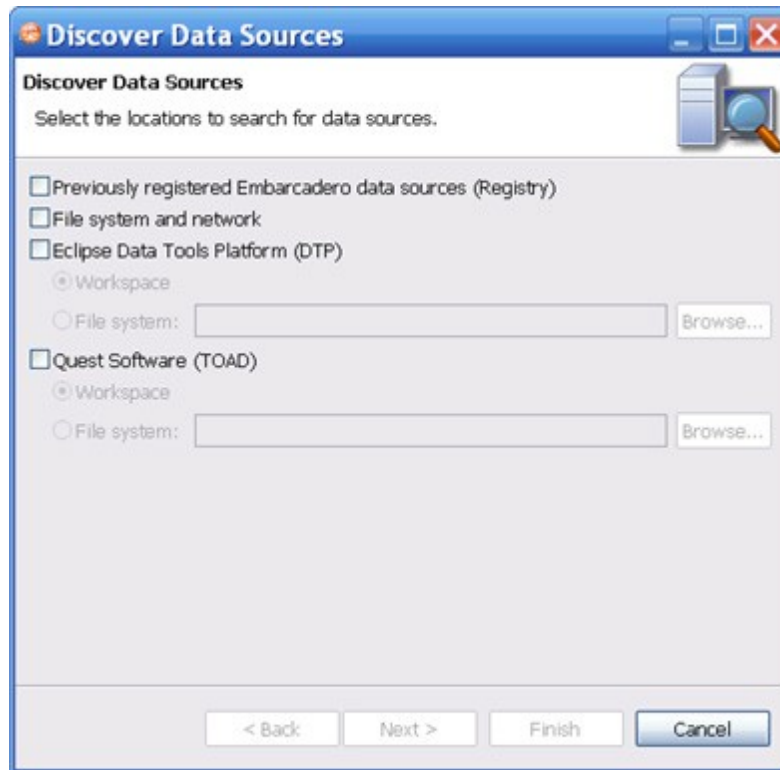 Discover Data Sources
Discover Data Sources
Select the locations to search for data sources.
Previously registered Embarcadero data sources (Registry)
File system and network
Eclipse Data Tools Platform (DTP)
Workspace
File system: Browse...
Quest Software (TOAD)
Workspace
File system: Browse...
< Back Next > Finish Cancel